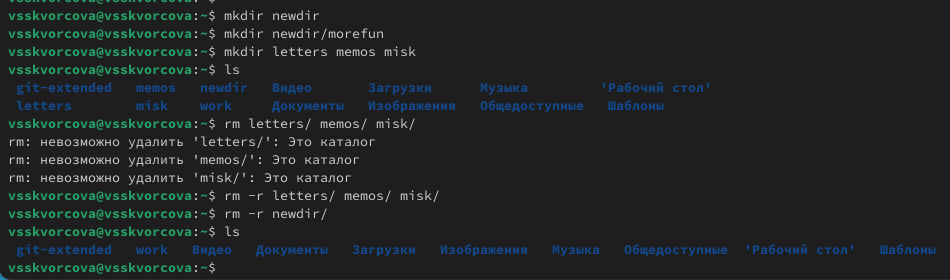 vsskvorcova@vsskvorcova:~$ mkdir newdir
vsskvorcova@vsskvorcova:~$ mkdir newdir/morefun
vsskvorcova@vsskvorcova:~$ mkdir letters memos misk
vsskvorcova@vsskvorcova:~$ ls
git-extended memos newdir Видео Загрузки Музыка 'Рабочий стол'
letters misk work Документы Изображения Общедоступные Шаблоны
vsskvorcova@vsskvorcova:~$ rm letters/ memos/ misk/
rm: невозможно удалить 'letters/': Это каталог
rm: невозможно удалить 'memos/': Это каталог
rm: невозможно удалить 'misk/': Это каталог
vsskvorcova@vsskvorcova:~$ rm -r letters/ memos/ misk/
vsskvorcova@vsskvorcova:~$ rm -r newdir/
vsskvorcova@vsskvorcova:~$ ls
git-extended work Видео Документы Загрузки Изображения Музыка Общедоступные 'Рабочий стол' Шаблоны
vsskvorcova@vsskvorcova:~$